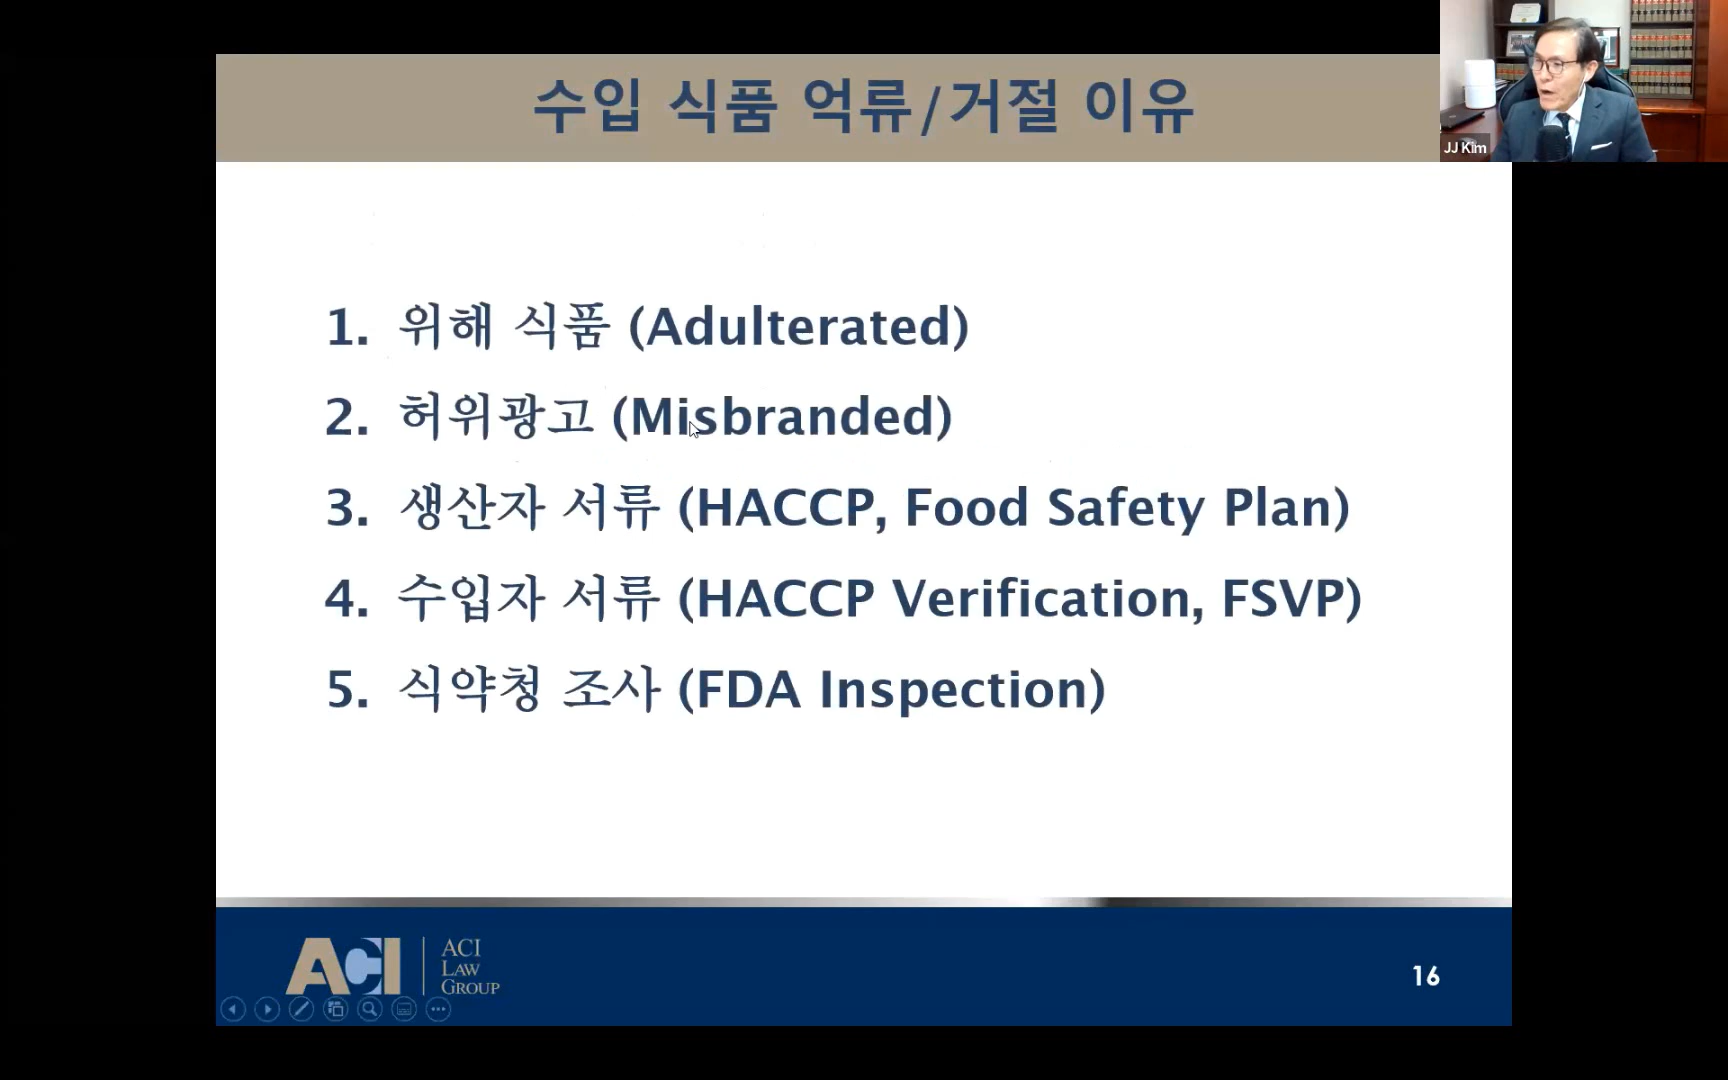 수입 식품 억류/거절 이유
JJ Kim
1. 위해 식품 (Adulterated)
2. 허위광고 (Misbranded)
3. 생산자 서류 (HACCP, Food Safety Plan)
4. 수입자 서류 (HACCP Verification, FSVP)
5. 식약청 조사 (FDA Inspection)
ACI
ACI
LAW
GROUP
16